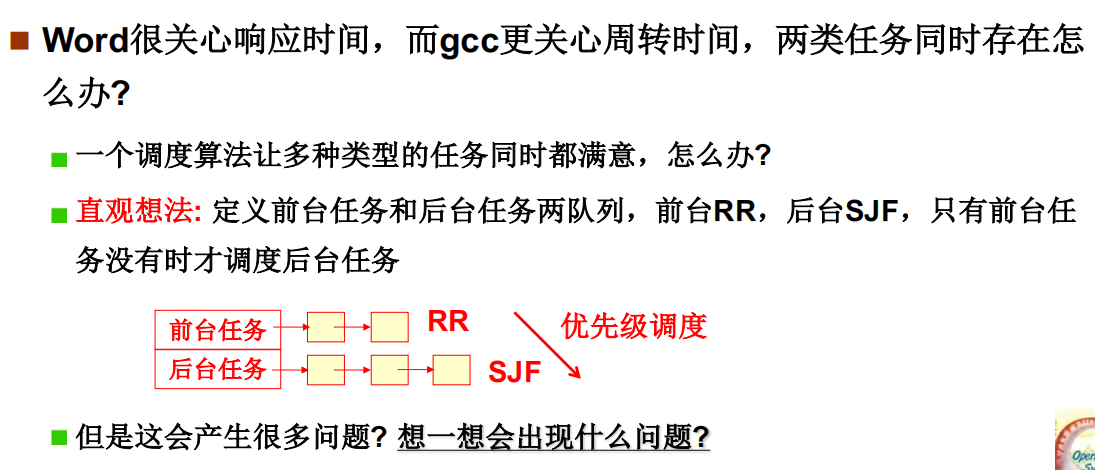 Word很关心响应时间，而gcc更关心周转时间，两类任务同时存在怎
么办?
一个调度算法让多种类型的任务同时都满意，怎么办?
直观想法: 定义前台任务和后台任务两队列，前台RR，后台SJF，只有前台任
务没有时才调度后台任务
前台任务 RR 优先级调度
后台任务 SJF
但是这会产生很多问题? 想一想会出现什么问题?